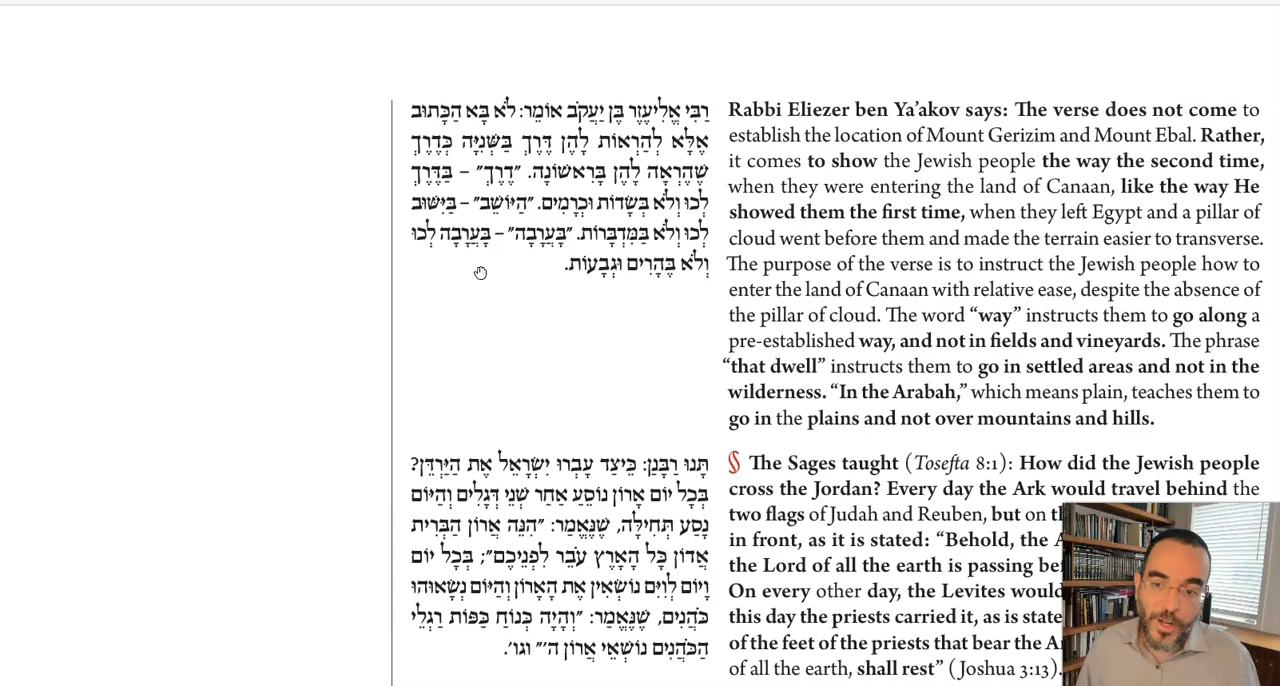 רַבִּי אֱלִיעֶזֶר בֶּן יַעֲקֹב אוֹמֵר: לֹא בָּא הַכָּתוּב
אֶלָּא לְהַרְאוֹת לָהֶן דֶּרֶךְ בַּשְּׁנִיָּה כְּדֶרֶךְ
שֶׁהֶרְאָה לָהֶן בָּרִאשׁוֹנָה. ״דֶּרֶךְ״ – בַּדֶּרֶךְ
לְכוּ וְלֹא בְּשָׂדוֹת וּכְרָמִים. ״הַיּוֹשֵׁב״ – בַּיִּשּׁוּב
לְכוּ וְלֹא בַּמִּדְבָּרוֹת. ״בָּעֲרָבָה״ – בָּעֲרָבָה לְכוּ
וְלֹא בֶּהָרִים וּגְבָעוֹת.
Rabbi Eliezer ben Ya’akov says: The verse does not come to
establish the location of Mount Gerizim and Mount Ebal. Rather,
it comes to show the Jewish people the way the second time,
when they were entering the land of Canaan, like the way He
showed them the first time, when they left Egypt and a pillar of
cloud went before them and made the terrain easier to transverse.
The purpose of the verse is to instruct the Jewish people how to
enter the land of Canaan with relative ease, despite the absence of
the pillar of cloud. The word “way” instructs them to go along a
pre-established way, and not in fields and vineyards. The phrase
“that dwell” instructs them to go in settled areas and not in the
wilderness. “In the Arabah,” which means plain, teaches them to
go in the plains and not over mountains and hills.
תָּנוּ רַבָּנַן: כֵּיצַד עָבְרוּ יִשְׂרָאֵל אֶת הַיַּרְדֵּן?
בְּכָל יוֹם אָרוֹן נוֹסֵעַ אַחַר שְׁנֵי דְּגָלִים וְהַיּוֹם
נָסַע תְּחִילָּה, שֶׁנֶּאֱמַר: ״הִנֵּה אֲרוֹן הַבְּרִית
אֲדוֹן כׇּל הָאָרֶץ עֹבֵר לִפְנֵיכֶם״; בְּכָל יוֹם
וָיוֹם לְוִיִּם נוֹשְׂאִין אֶת הָאָרוֹן וְהַיּוֹם נְשָׂאוּהוּ
כֹּהֲנִים, שֶׁנֶּאֱמַר: ״וְהָיָה כְּנוֹחַ כַּפּוֹת רַגְלֵי
הַכֹּהֲנִים נוֹשְׂאֵי אֲרוֹן ה׳״ וגו׳.
§ The Sages taught (Tosefta 8:1): How did the Jewish people
cross the Jordan? Every day the Ark would travel behind the
two flags of Judah and Reuben, but on
in front, as it is stated: “Behold, the
the Lord of all the earth is passing
On every other day, the Levites would
this day the priests carried it, as is
of the feet of the priests that bear the
of all the earth, shall rest” (Joshua 3:13).